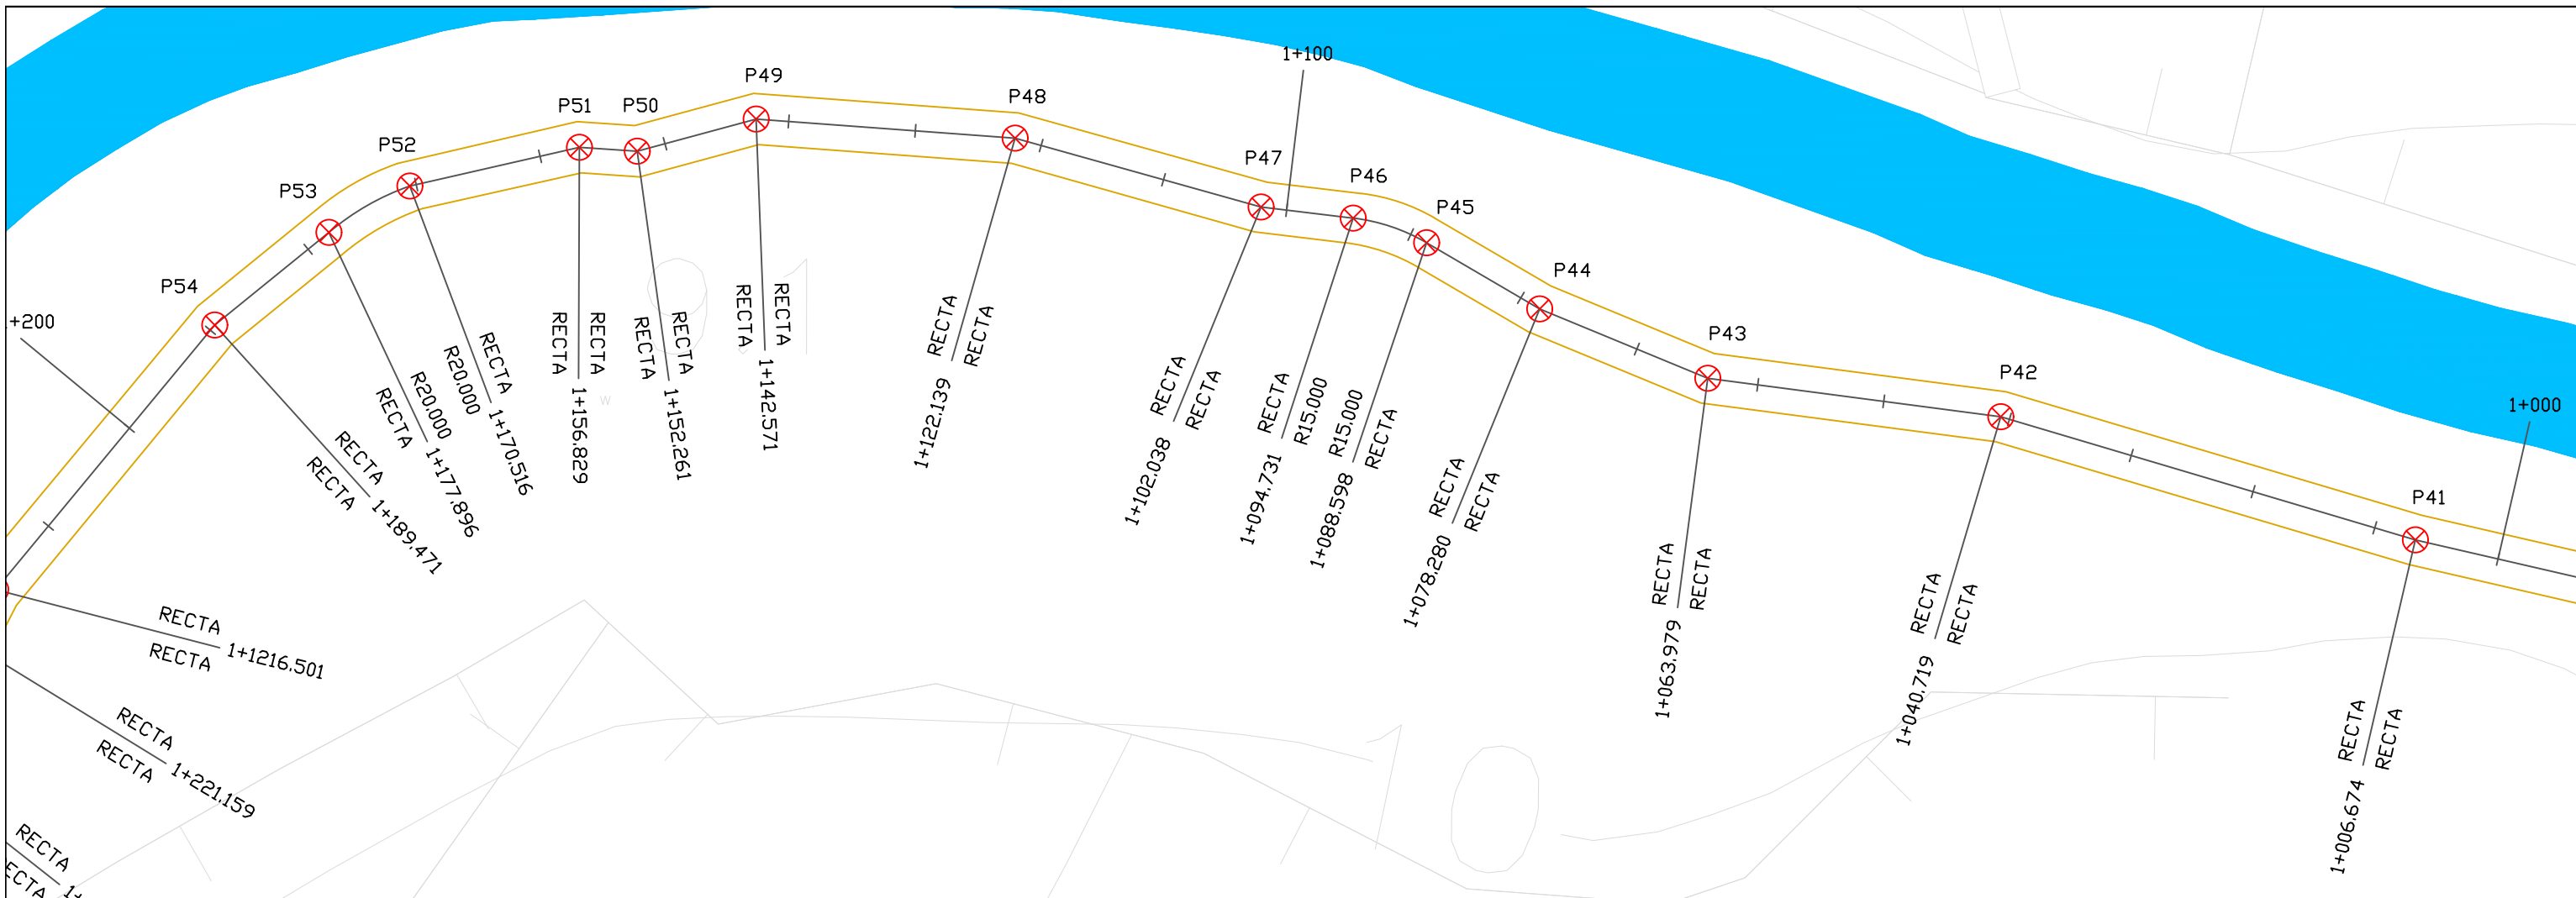 1+100
P49
P48
P51
P50
P52
P47
P46
P53
P45
P54
P44
+200
P43
P42
1+000
P41
RECTA
RECTA
1+189.471
RECTA
R20.000
1+177.896
R20.000
RECTA
1+170.516
RECTA
RECTA
1+156.829
RECTA
RECTA
1+152.261
RECTA
RECTA
1+142.571
RECTA
RECTA
1+122.139
RECTA
RECTA
1+102.038
RECTA
R15.000
1+094.731
R15.000
RECTA
1+088.598
RECTA
RECTA
1+078.280
RECTA
RECTA
1+063.979
RECTA
RECTA
1+040.719
RECTA
RECTA
1+006.674
RECTA
RECTA
1+1216.501
RECTA
RECTA
1+221.159
RECTA
ECTA
W